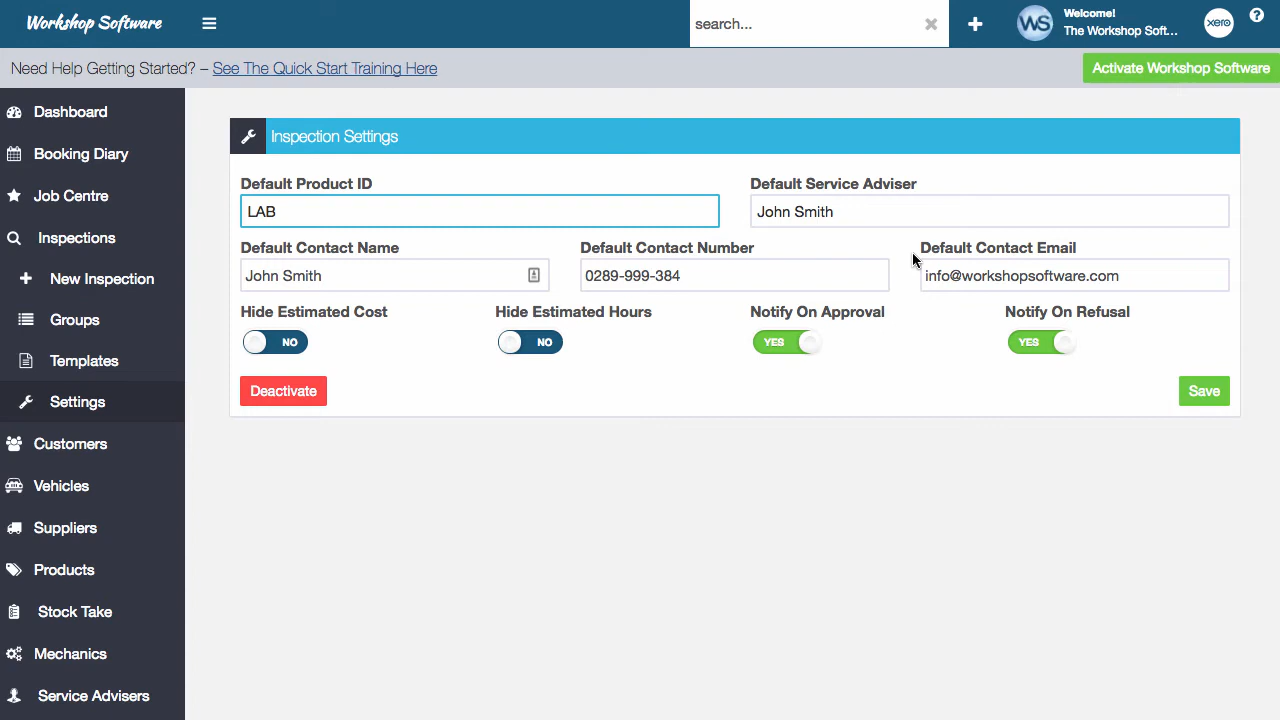 Workshop Software
search...
WS
Welcome!
The Workshop Soft...
xero
?
Need Help Getting Started? – See The Quick Start Training Here
Activate Workshop Software
Dashboard
Booking Diary
Job Centre
Inspections
New Inspection
Groups
Templates
Settings
Customers
Vehicles
Suppliers
Products
Stock Take
Mechanics
Service Advisers
Inspection Settings
Default Product ID
LAB
Default Service Adviser
John Smith
Default Contact Name
John Smith
Default Contact Number
0289-999-384
Default Contact Email
info@workshopsoftware.com
Hide Estimated Cost
NO
Hide Estimated Hours
NO
Notify On Approval
YES
Notify On Refusal
YES
Deactivate
Save